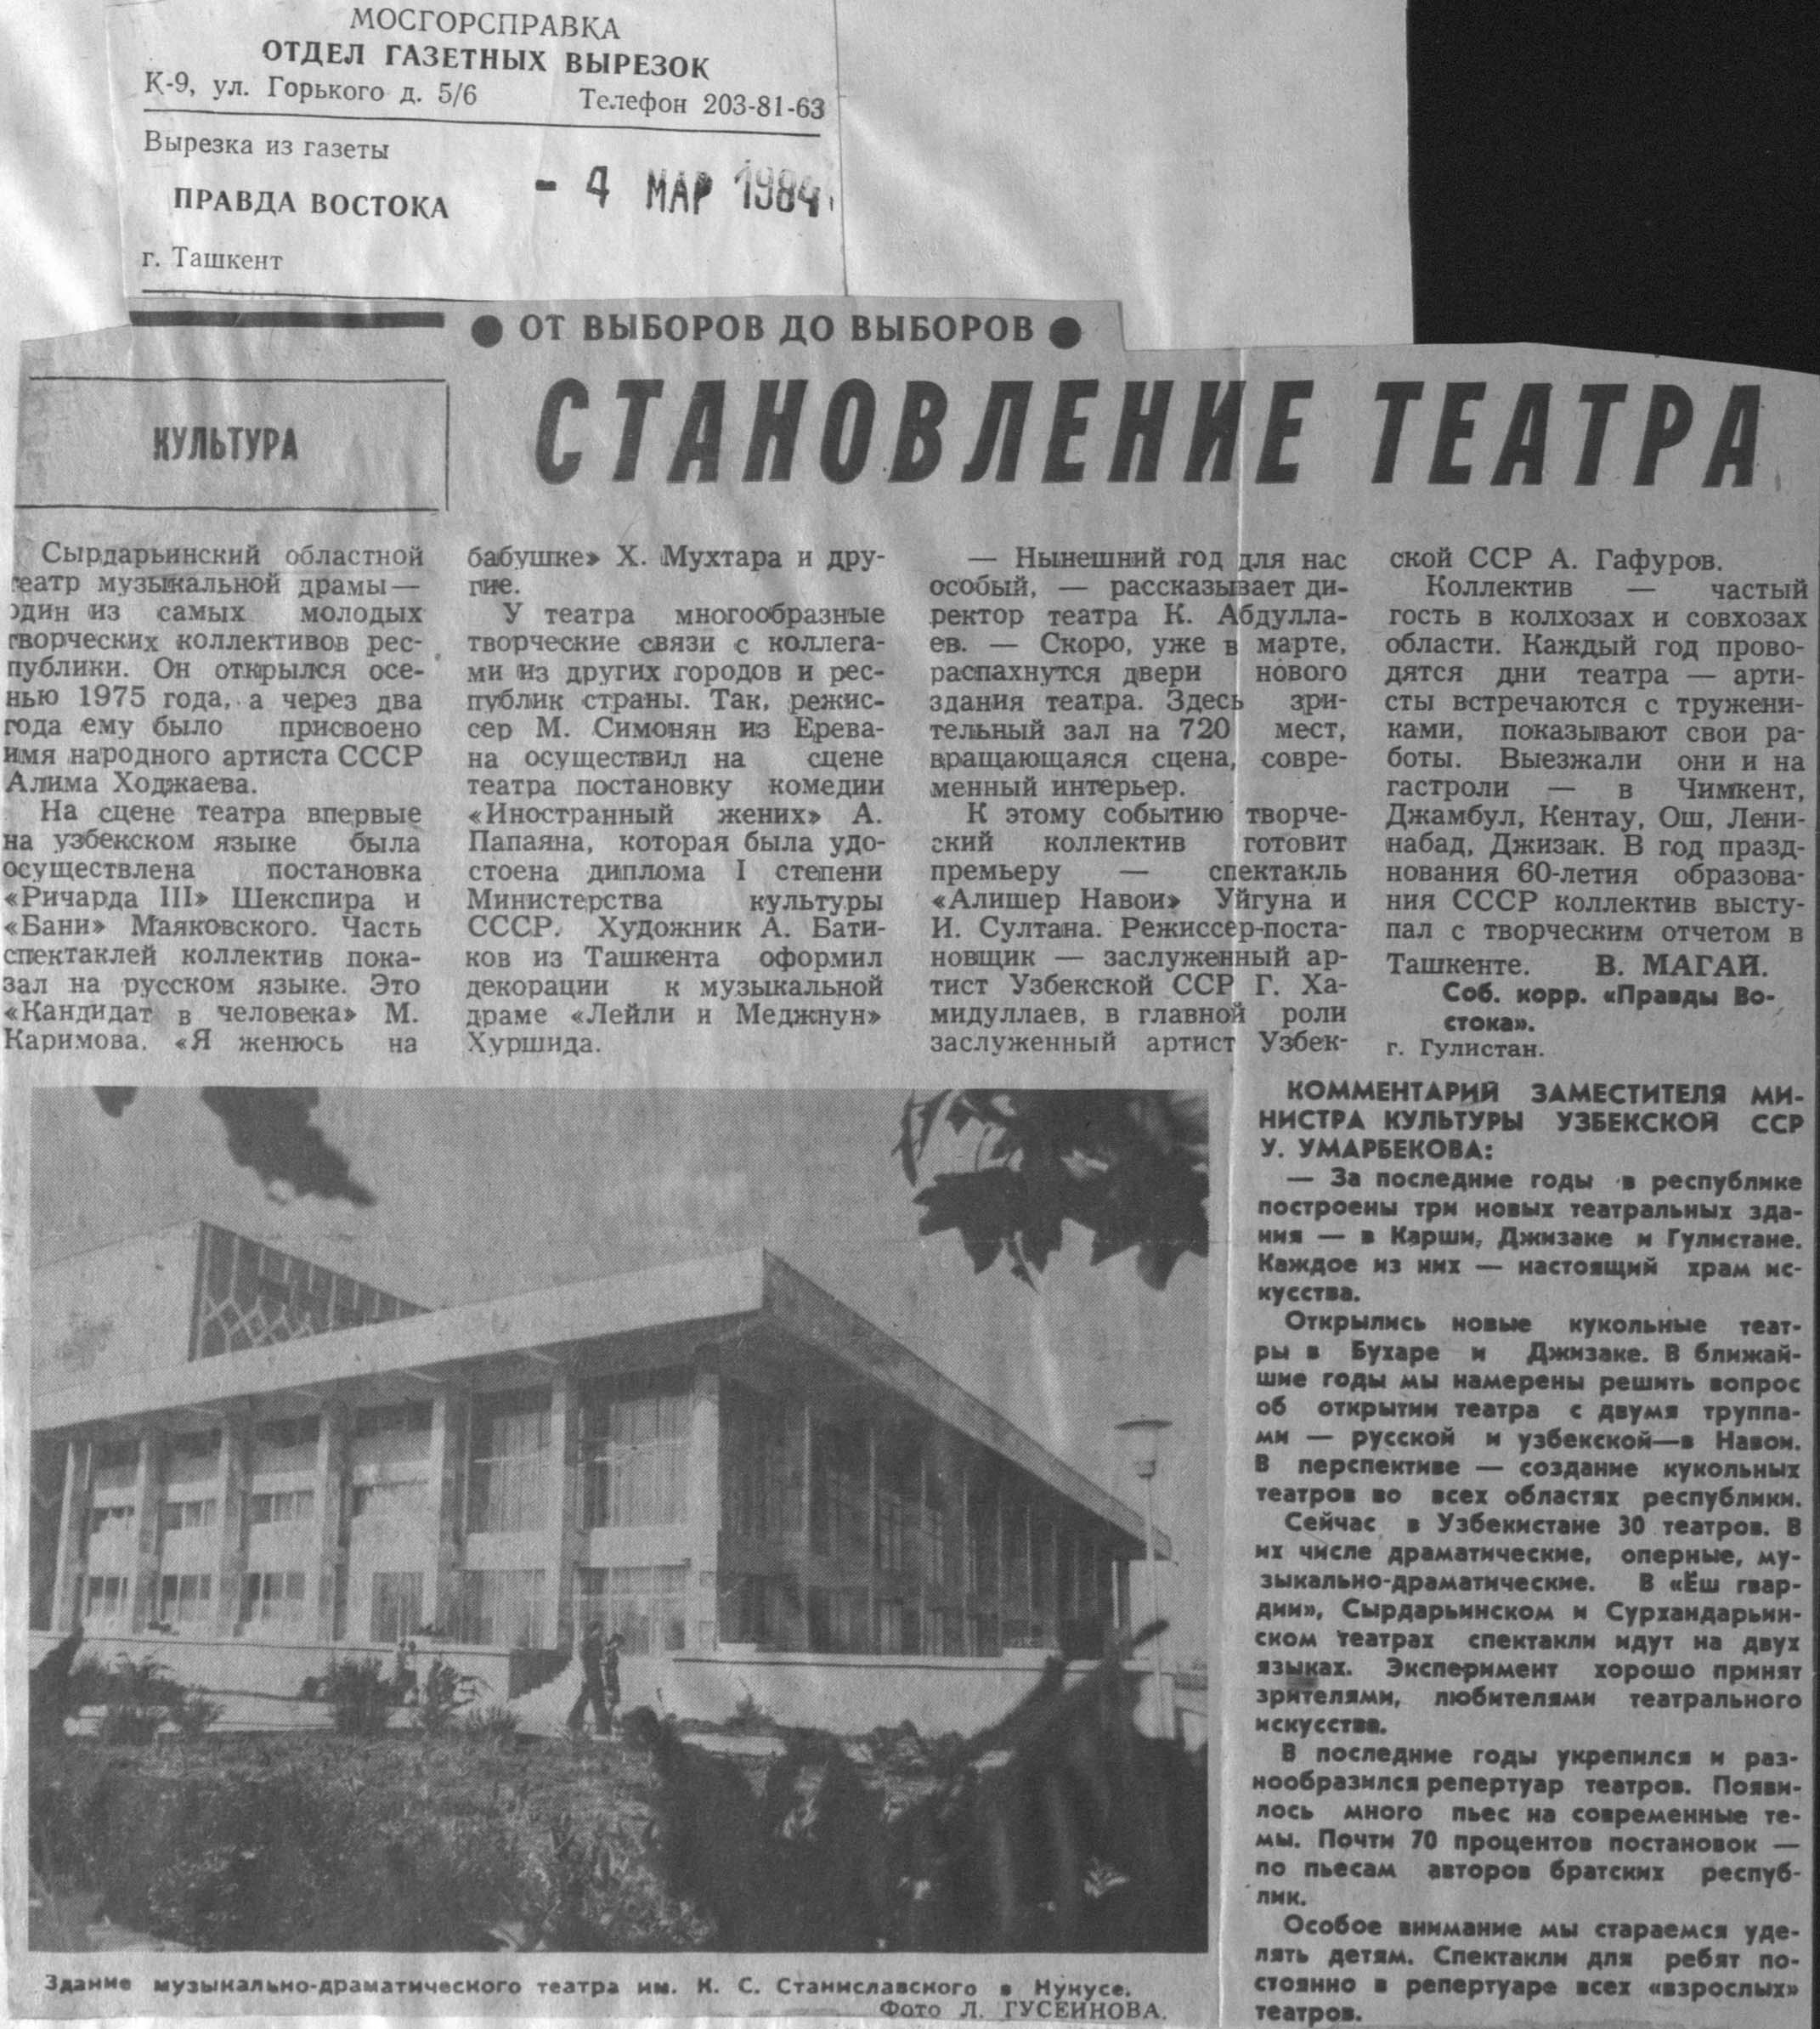 МОСГОРСПРАВКА
ОТДЕЛ ГАЗЕТНЫХ ВЫРЕЗОК
К-9, ул. Горького д. 5/6 Телефон 203-81-63
Вырезка из газеты
ПРАВДА ВОСТОКА
- 4 МАР 1984
г. Ташкент
● ОТ ВЫБОРОВ ДО ВЫБОРОВ ●
КУЛЬТУРА
СТАНОВЛЕНИЕ ТЕАТРА
Сырдарьинский областной
театр музыкальной драмы —
один из самых молодых
творческих коллективов рес-
публики. Он открылся осе-
нью 1975 года, а через два
года ему было присвоено
имя народного артиста СССР
Алима Ходжаева.
На сцене театра впервые
на узбекском языке была
осуществлена постановка
«Ричарда III» Шекспира и
«Бани» Маяковского. Часть
спектаклей коллектив пока-
зал на русском языке. Это
«Кандидат в человека» М.
Каримова. «Я женюсь на
бабушке» Х. Мухтара и дру-
гие.
У театра многообразные
творческие связи с коллега-
ми из других городов и рес-
публик страны. Так, режис-
сер М. Симонян из Ерева-
на осуществил на сцене
театра постановку комедии
«Иностранный жених» А.
Папаяна, которая была удо-
стоена диплома I степени
Министерства культуры
СССР. Художник А. Бати-
ков из Ташкента оформил
декорации к музыкальной
драме «Лейли и Меджнун»
Хуршида.
— Нынешний год для нас
особый, — рассказывает ди-
ректор театра К. Абдулла-
ев. — Скоро, уже в марте,
распахнутся двери нового
здания театра. Здесь зри-
тельный зал на 720 мест,
вращающаяся сцена, совре-
менный интерьер.
К этому событию творче-
ский коллектив готовит
премьеру — спектакль
«Алишер Навои» Уйгуна и
И. Султана. Режиссер-поста-
новщик — заслуженный ар-
тист Узбекской ССР Г. Ха-
мидуллаев, в главной роли
заслуженный артист Узбек-
ской ССР А. Гафуров.
Коллектив — частый
гость в колхозах и совхозах
области. Каждый год прово-
дятся дни театра — арти-
сты встречаются с тружени-
ками, показывают свои ра-
боты. Выезжали они и на
гастроли — в Чимкент,
Джамбул, Кентау, Ош, Лени-
набад, Джизак. В год празд-
нования 60-летия образова-
ния СССР коллектив высту-
пал с творческим отчетом в
Ташкенте. В. МАГАЙ.
Соб. корр. «Правды Во-
стока».
г. Гулистан.
КОММЕНТАРИЙ ЗАМЕСТИТЕЛЯ МИ-
НИСТРА КУЛЬТУРЫ УЗБЕКСКОЙ ССР
У. УМАРБЕКОВА:
— За последние годы в республике
построены три новых театральных зда-
ния — в Карши, Джизаке и Гулистане.
Каждое из них — настоящий храм ис-
кусства.
Открылись новые кукольные теат-
ры в Бухаре и Джизаке. В ближай-
шие годы мы намерены решить вопрос
об открытии театра с двумя труппа-
ми — русской и узбекской—в Навои.
В перспективе — создание кукольных
театров во всех областях республики.
Сейчас в Узбекистане 30 театров. В
их числе драматические, оперные, му-
зыкально-драматические. В «Ёш гвар-
дии», Сырдарьинском и Сурхандарьин-
ском театрах спектакли идут на двух
языках. Эксперимент хорошо принят
зрителями, любителями театрального
искусства.
В последние годы укрепился и раз-
нообразился репертуар театров. Появи-
лось много пьес на современные те-
мы. Почти 70 процентов постановок —
по пьесам авторов братских респуб-
лик.
Особое внимание мы стараемся уде-
лять детям. Спектакли для ребят по-
стоянно в репертуаре всех «взрослых»
театров.
Здание музыкально-драматического театра им. К. С. Станиславского в Нукусе.
Фото Л. ГУСЕИНОВА.